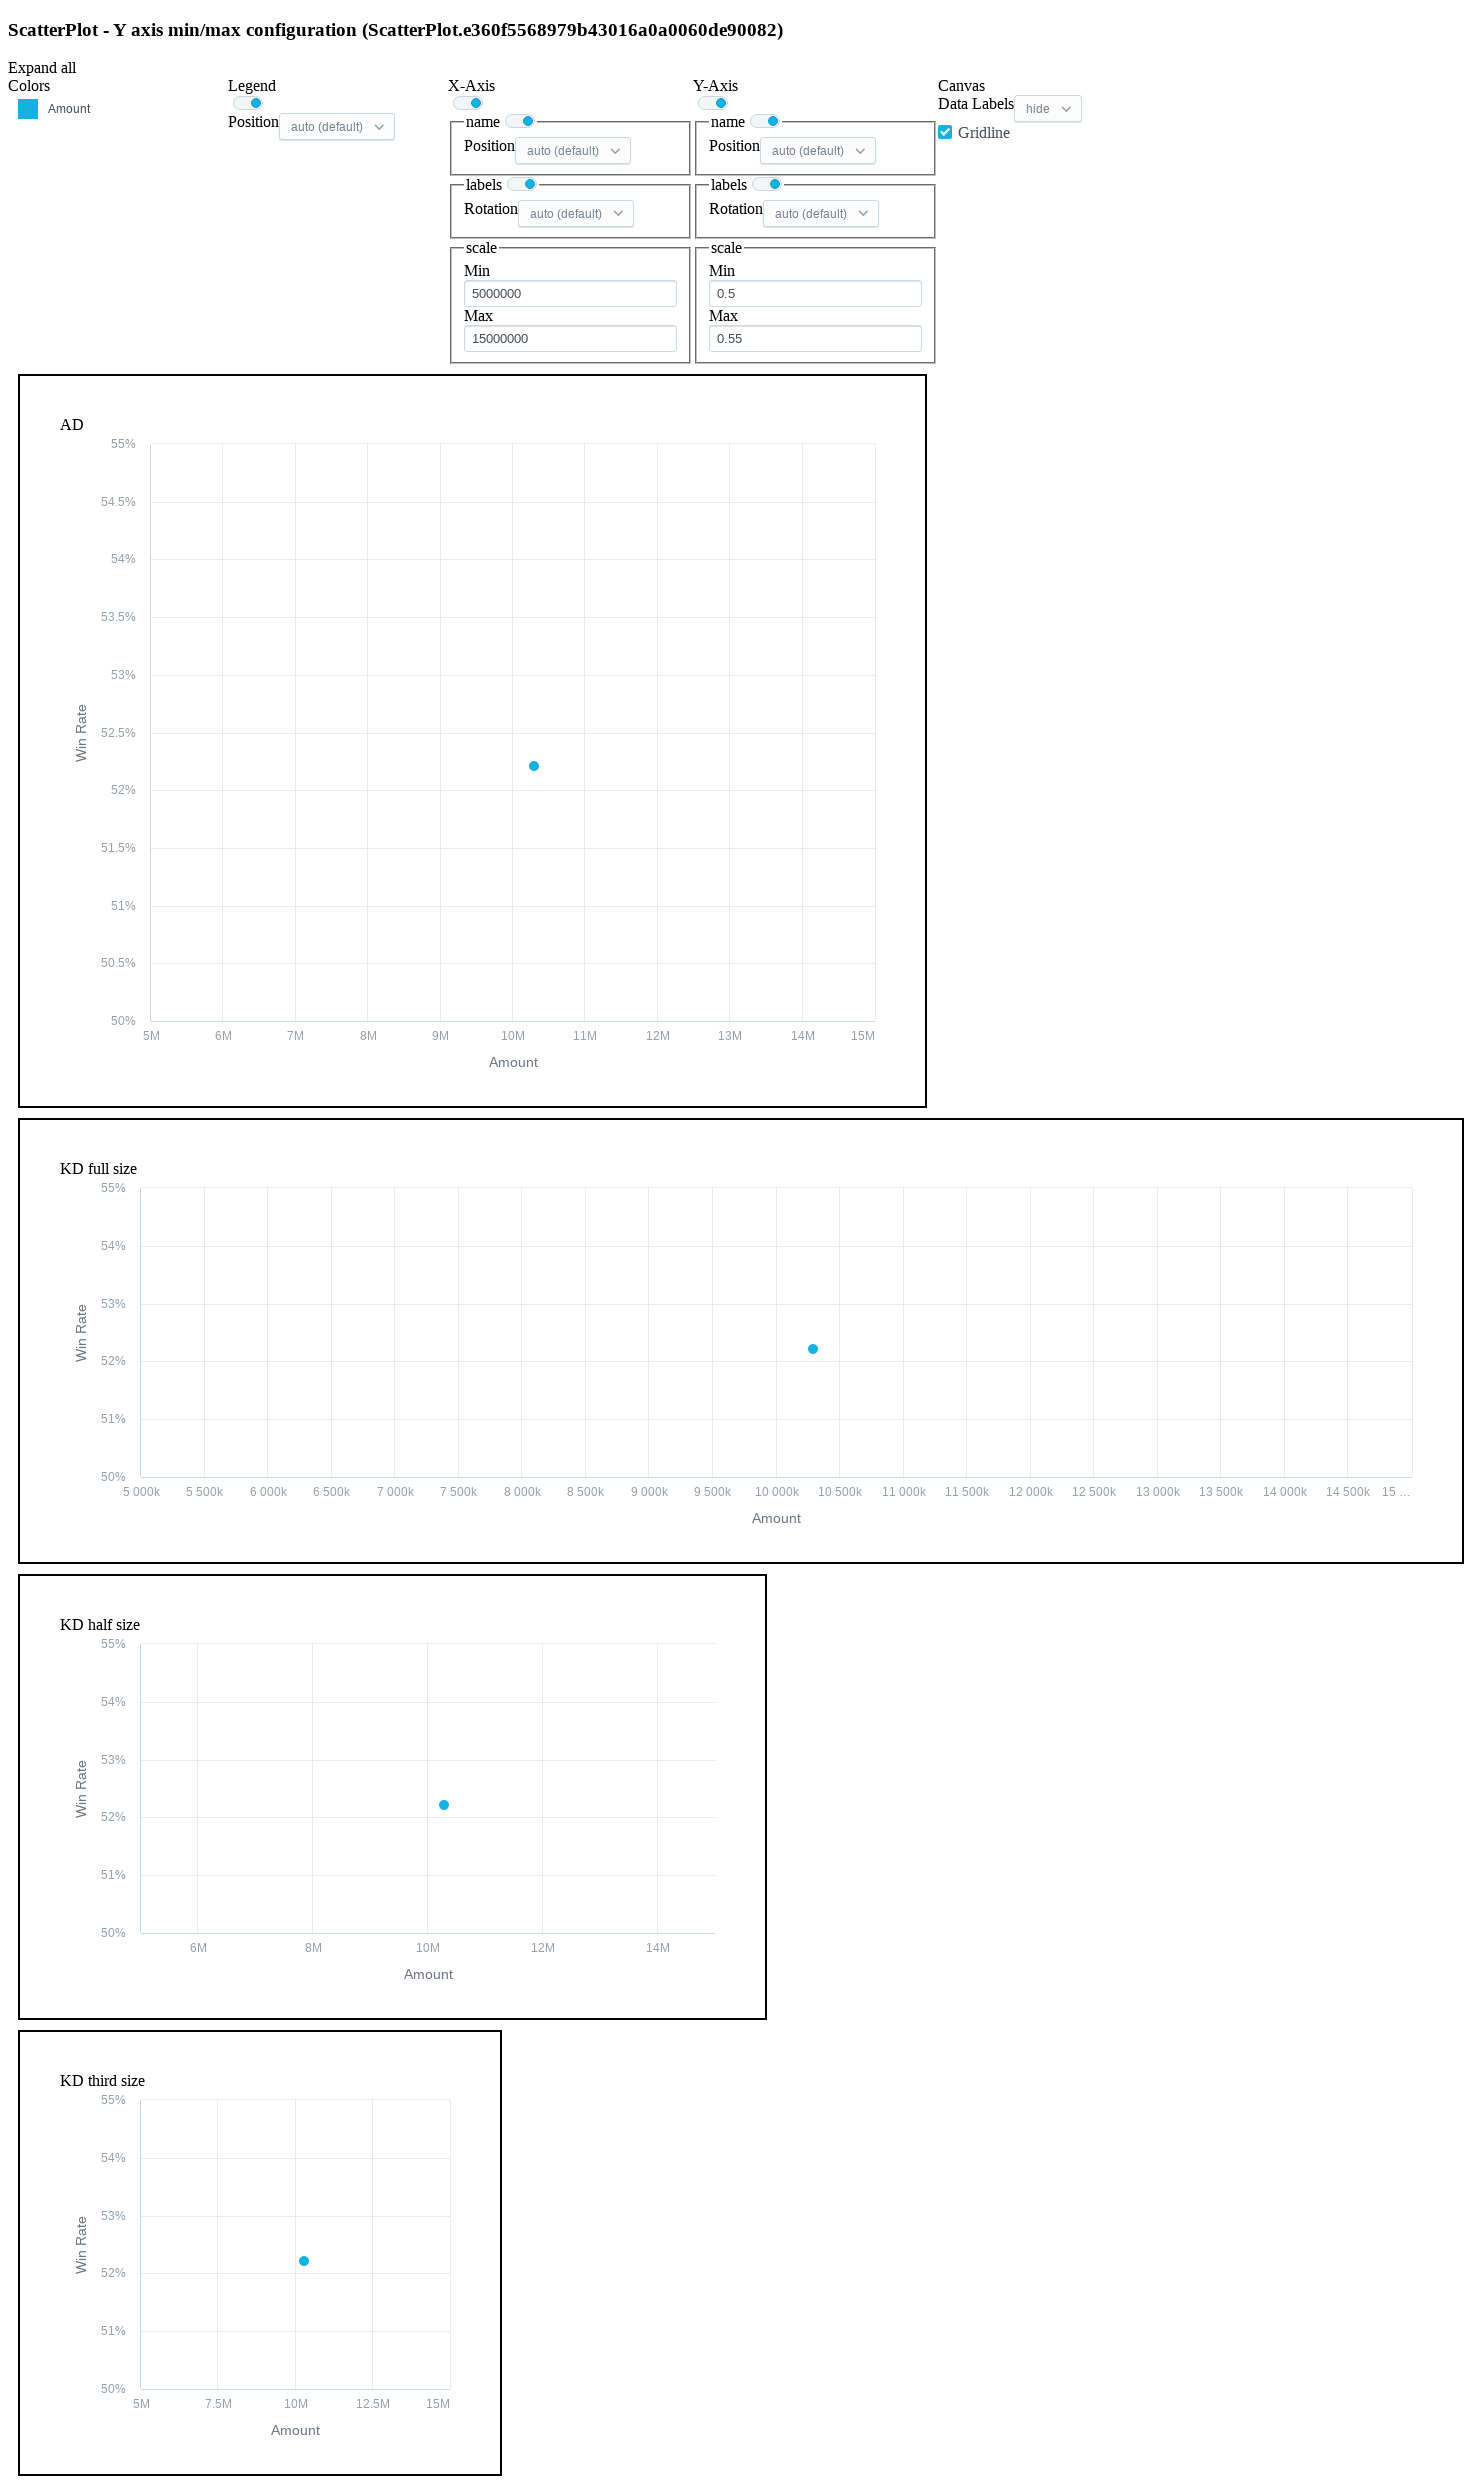 ScatterPlot - Y axis min/max configuration (ScatterPlot.e360f5568979b43016a0a0060de90082)
Expand all
Colors
Amount
Legend
Position auto (default)
X-Axis
name
Position auto (default)
labels
Rotation auto (default)
scale
Min
5000000
Max
15000000
Y-Axis
name
Position auto (default)
labels
Rotation auto (default)
scale
Min
0.5
Max
0.55
Canvas
Data Labels hide
Gridline
AD
55%
54.5%
54%
53.5%
53%
52.5%
52%
51.5%
51%
50.5%
50%
Win Rate
5M 6M 7M 8M 9M 10M 11M 12M 13M 14M 15M
Amount
KD full size
55%
54%
53%
52%
51%
50%
Win Rate
5 000k 5 500k 6 000k 6 500k 7 000k 7 500k 8 000k 8 500k 9 000k 9 500k 10 000k 10 500k 11 000k 11 500k 12 000k 12 500k 13 000k 13 500k 14 000k 14 500k 15 ...
Amount
KD half size
55%
54%
53%
52%
51%
50%
Win Rate
6M 8M 10M 12M 14M
Amount
KD third size
55%
54%
53%
52%
51%
50%
Win Rate
5M 7.5M 10M 12.5M 15M
Amount